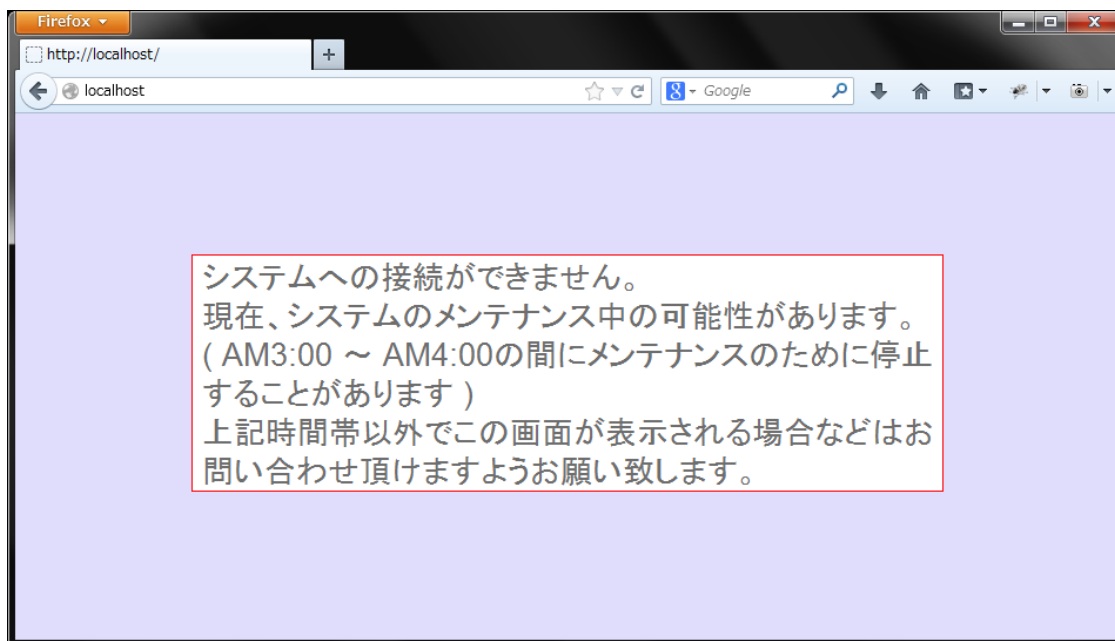 Firefox
http://localhost/
localhost
Google
システムへの接続ができません。
現在、システムのメンテナンス中の可能性があります。
( AM3:00 ～ AM4:00の間にメンテナンスのために停止
することがあります )
上記時間帯以外でこの画面が表示される場合などはお
問い合わせ頂けますようお願い致します。